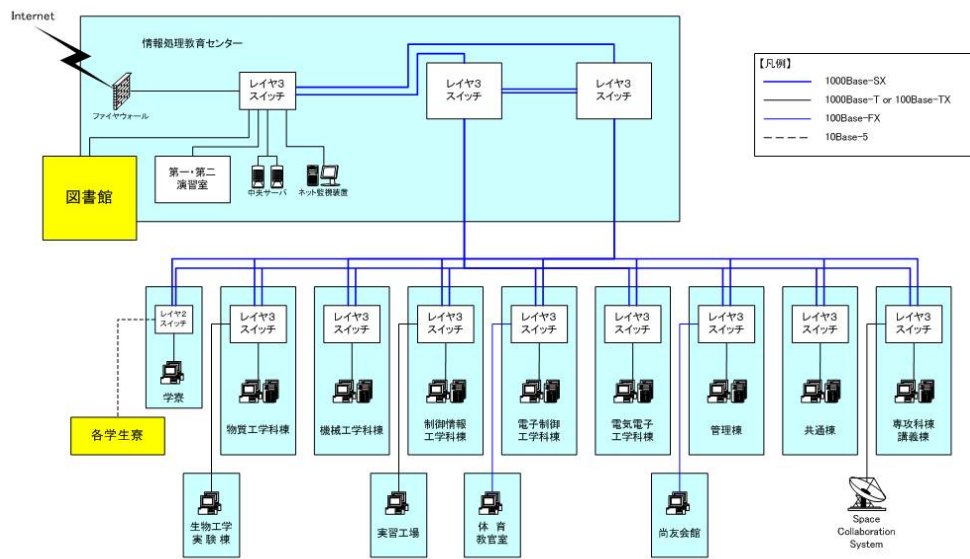 Internet
情報処理教育センター
レイヤ3
スイッチ
レイヤ3
スイッチ
レイヤ3
スイッチ
ファイヤウォール
第一・第二
演習室
中央サーバ
ネット監視装置
図書館
【凡例】
1000Base-SX
1000Base-T or 100Base-TX
100Base-FX
10Base-5
レイヤ2
スイッチ
学寮
各学生寮
レイヤ3
スイッチ
物質工学科棟
レイヤ3
スイッチ
機械工学科棟
レイヤ3
スイッチ
制御情報
工学科棟
レイヤ3
スイッチ
電子制御
工学科棟
レイヤ3
スイッチ
電気電子
工学科棟
レイヤ3
スイッチ
管理棟
レイヤ3
スイッチ
共通棟
レイヤ3
スイッチ
専攻科棟
講義棟
生物工学
実験棟
実習工場
体 育
教官室
尚友会館
Space
Collaboration
System